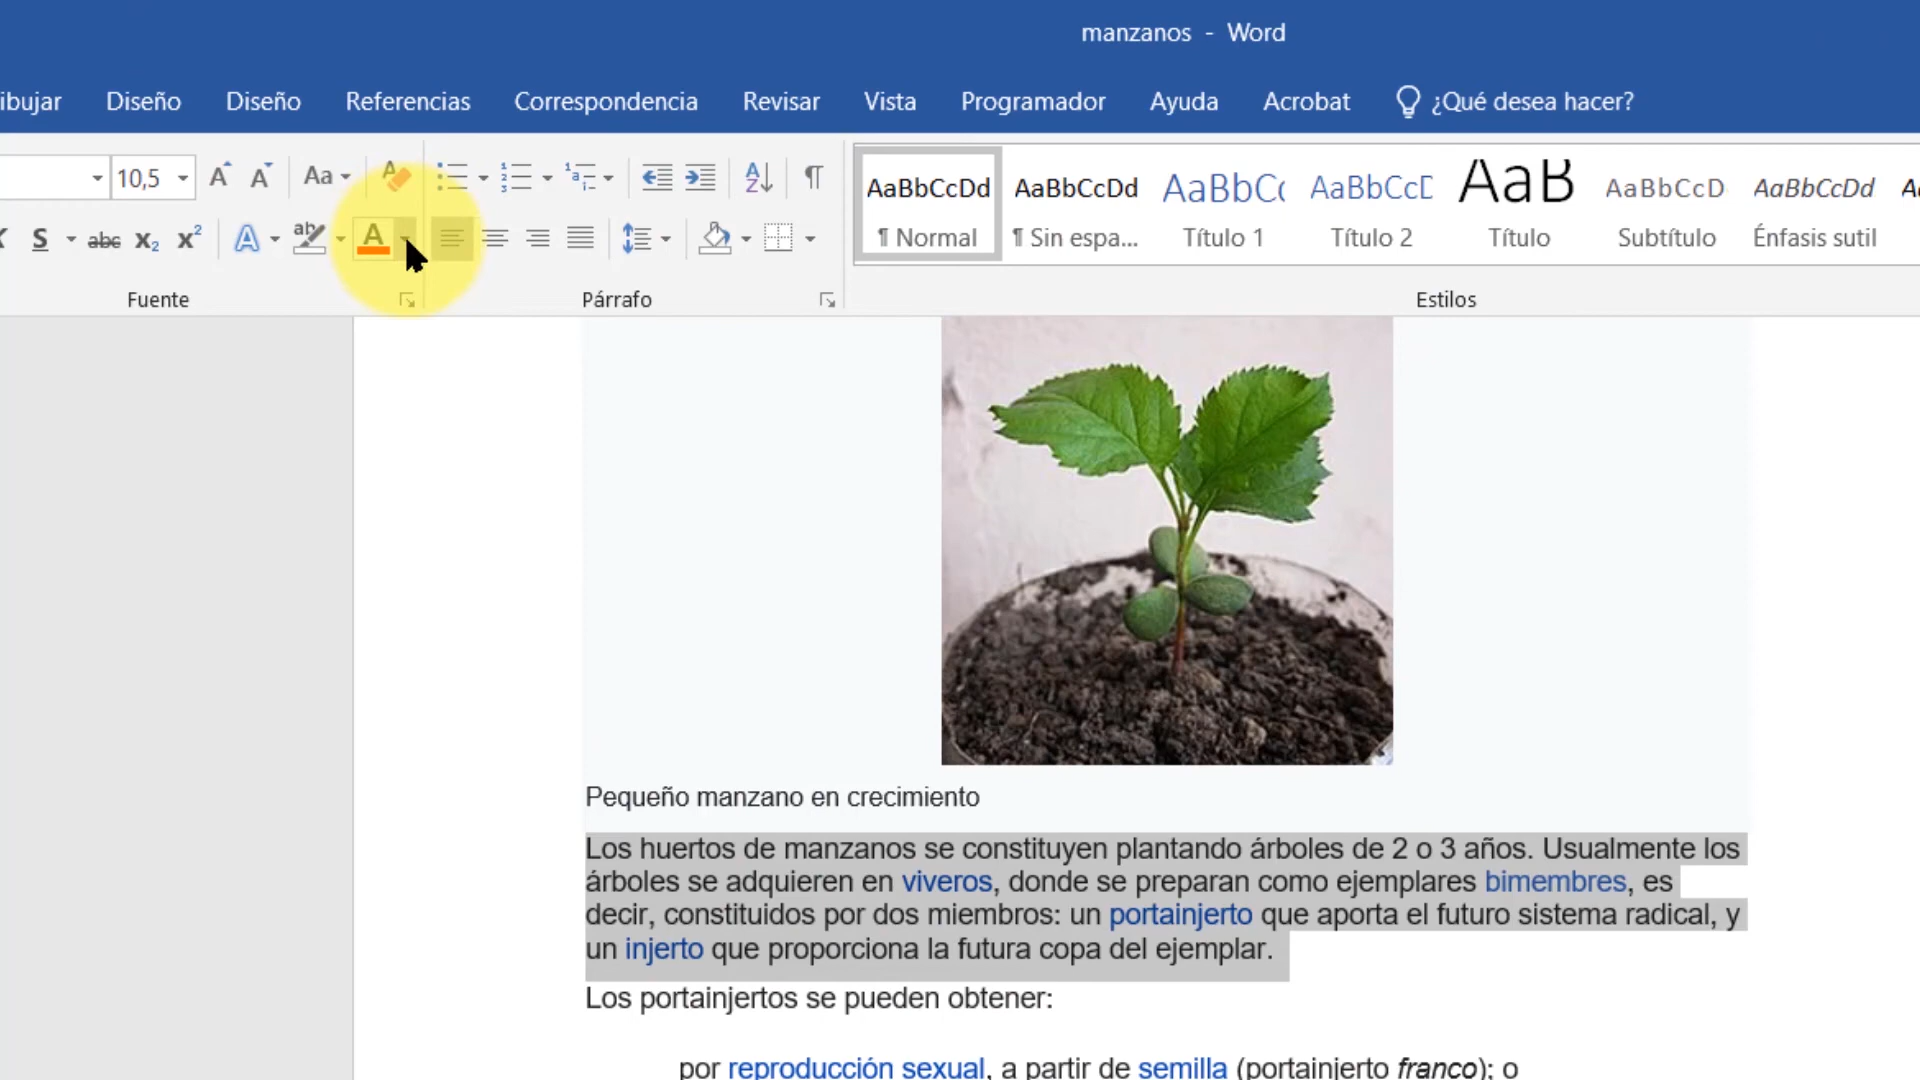 manzanos - Word
ibujar Diseño Diseño Referencias Correspondencia Revisar Vista Programador Ayuda Acrobat ¿Qué desea hacer?
10,5 A A Aa A
AaBbCcDd AaBbCcDd AaBbC AaBbCcD AaB AaBbCcD AaBbCcDd
S abc x₂ x² A ab A
¶ Normal ¶ Sin espa... Título 1 Título 2 Título Subtítulo Énfasis sutil
Fuente Párrafo Estilos
Pequeño manzano en crecimiento
Los huertos de manzanos se constituyen plantando árboles de 2 o 3 años. Usualmente los
árboles se adquieren en viveros, donde se preparan como ejemplares bimembres, es
decir, constituidos por dos miembros: un portainjerto que aporta el futuro sistema radical, y
un injerto que proporciona la futura copa del ejemplar.
Los portainjertos se pueden obtener:
por reproducción sexual, a partir de semilla (portainjerto franco); o